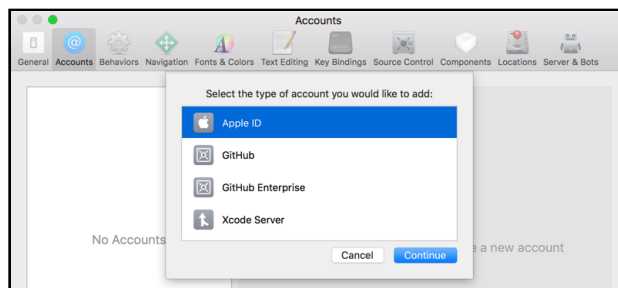 Accounts
General Accounts Behaviors Navigation Fonts & Colors Text Editing Key Bindings Source Control Components Locations Server & Bots
Select the type of account you would like to add:
Apple ID
GitHub
GitHub Enterprise
Xcode Server
No Accounts
a new account
Cancel Continue